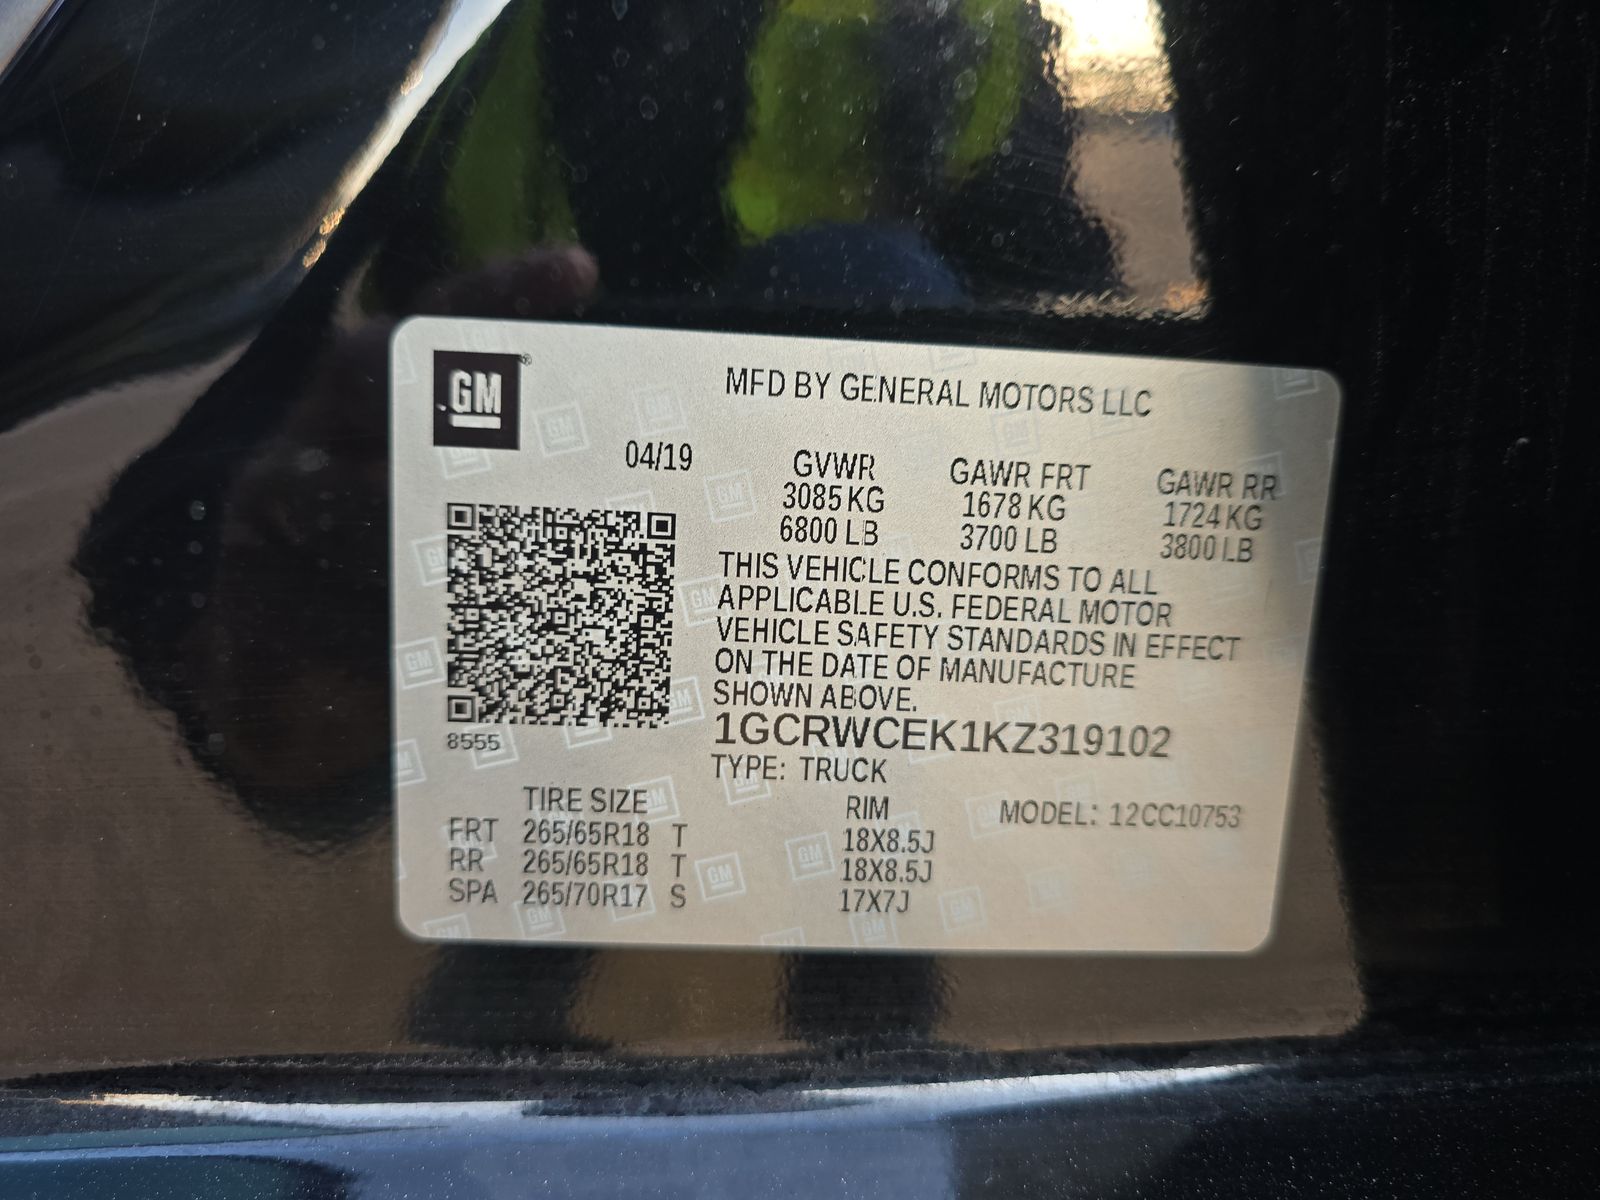 GM
MFD BY GENERAL MOTORS LLC
04/19
GVWR GAWR FRT GAWR RR
3085 KG 1678 KG 1724 KG
6800 LB 3700 LB 3800 LB
THIS VEHICLE CONFORMS TO ALL
APPLICABLE U.S. FEDERAL MOTOR
VEHICLE SAFETY STANDARDS IN EFFECT
ON THE DATE OF MANUFACTURE
SHOWN ABOVE.
8555
1GCRWCEK1KZ319102
TYPE: TRUCK
TIRE SIZE RIM MODEL: 12CC10753
FRT 265/65R18 T 18X8.5J
RR 265/65R18 T 18X8.5J
SPA 265/70R17 S 17X7J